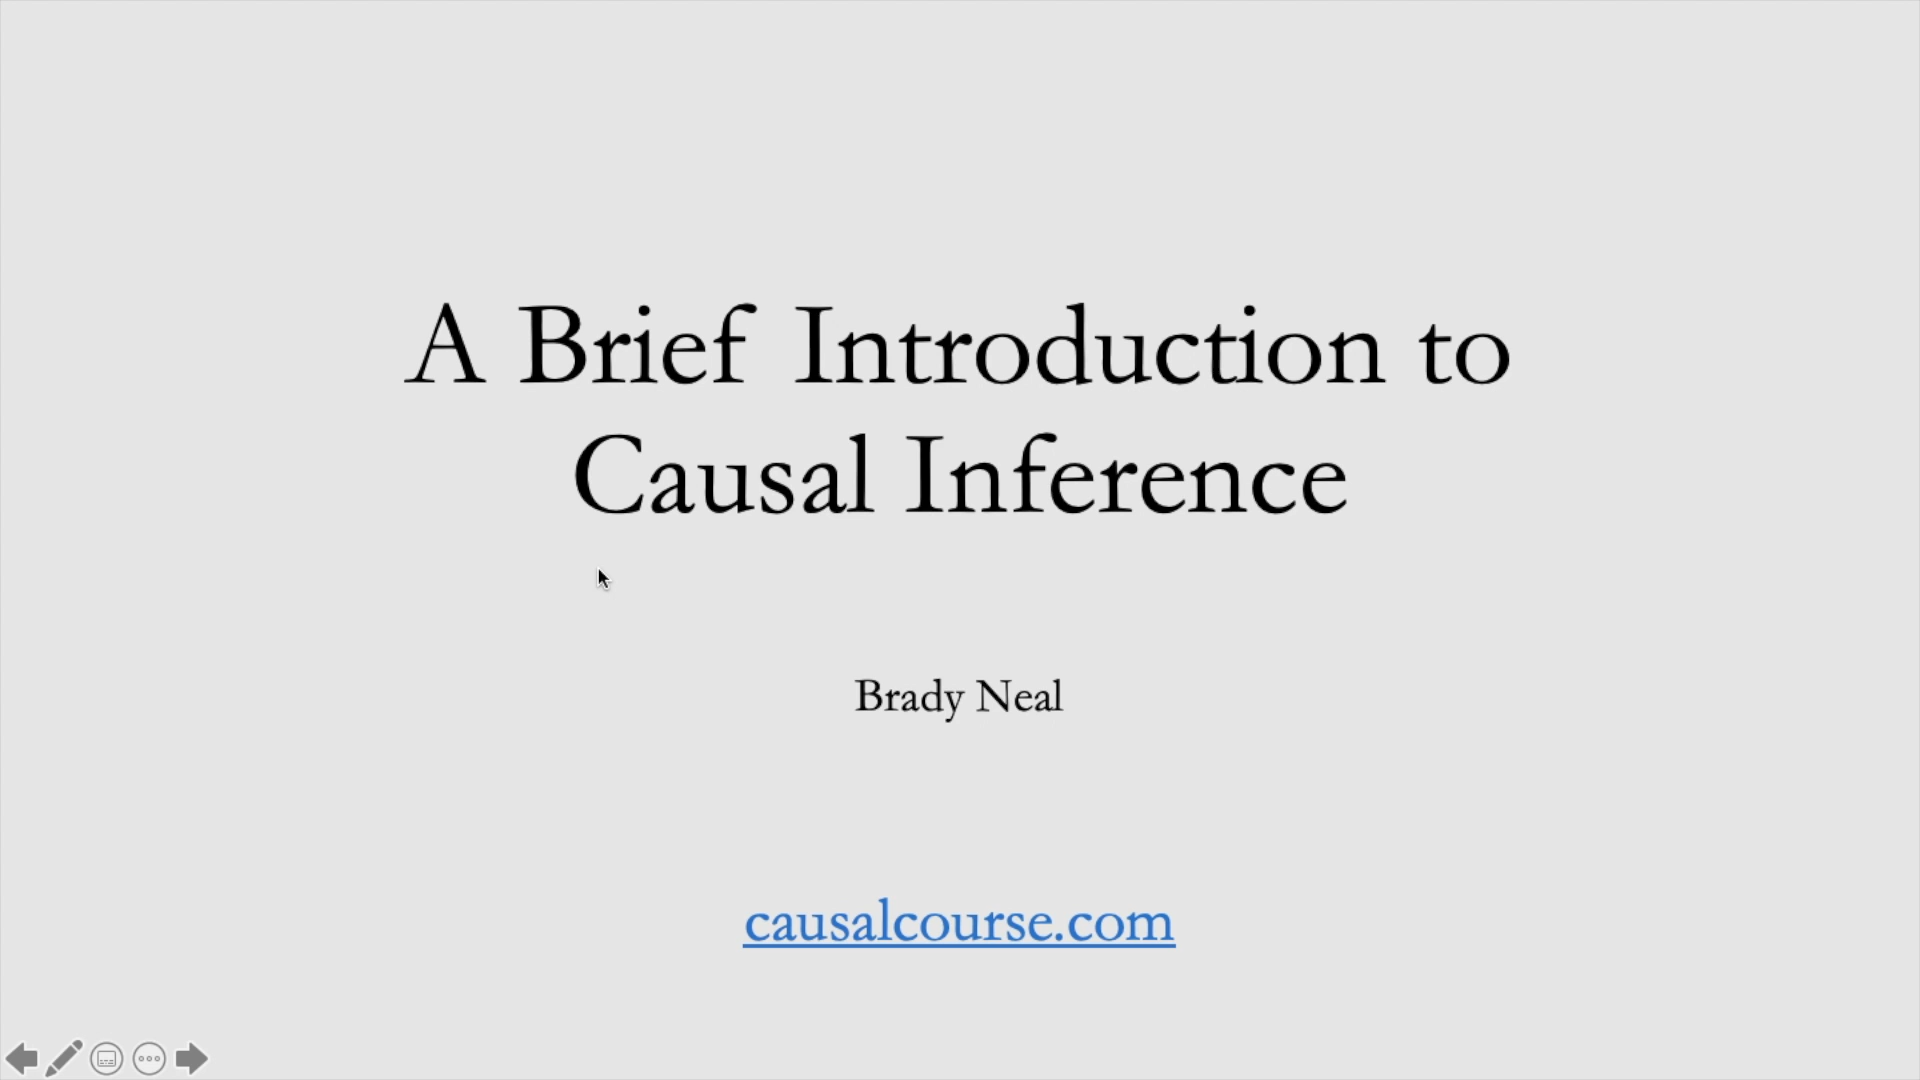 A Brief Introduction to
Causal Inference
Brady Neal
causalcourse.com